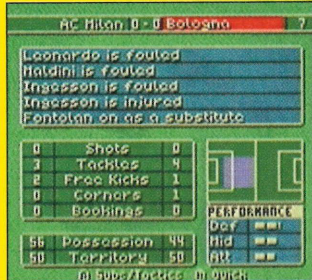 AC Milan 0 - 0 Bologna 7
Leonardo is fouled
Maldini is fouled
Ingesson is fouled
Ingesson is injured
Fontolan on as a substitute
0 Shots 0
3 Tackles 4
2 Free Kicks 1
0 Corners 1
0 Bookings 0
56 Possession 44
50 Territory 50
PERFORMANCE
Def
Mid
Att
Subs/Tactics Quick